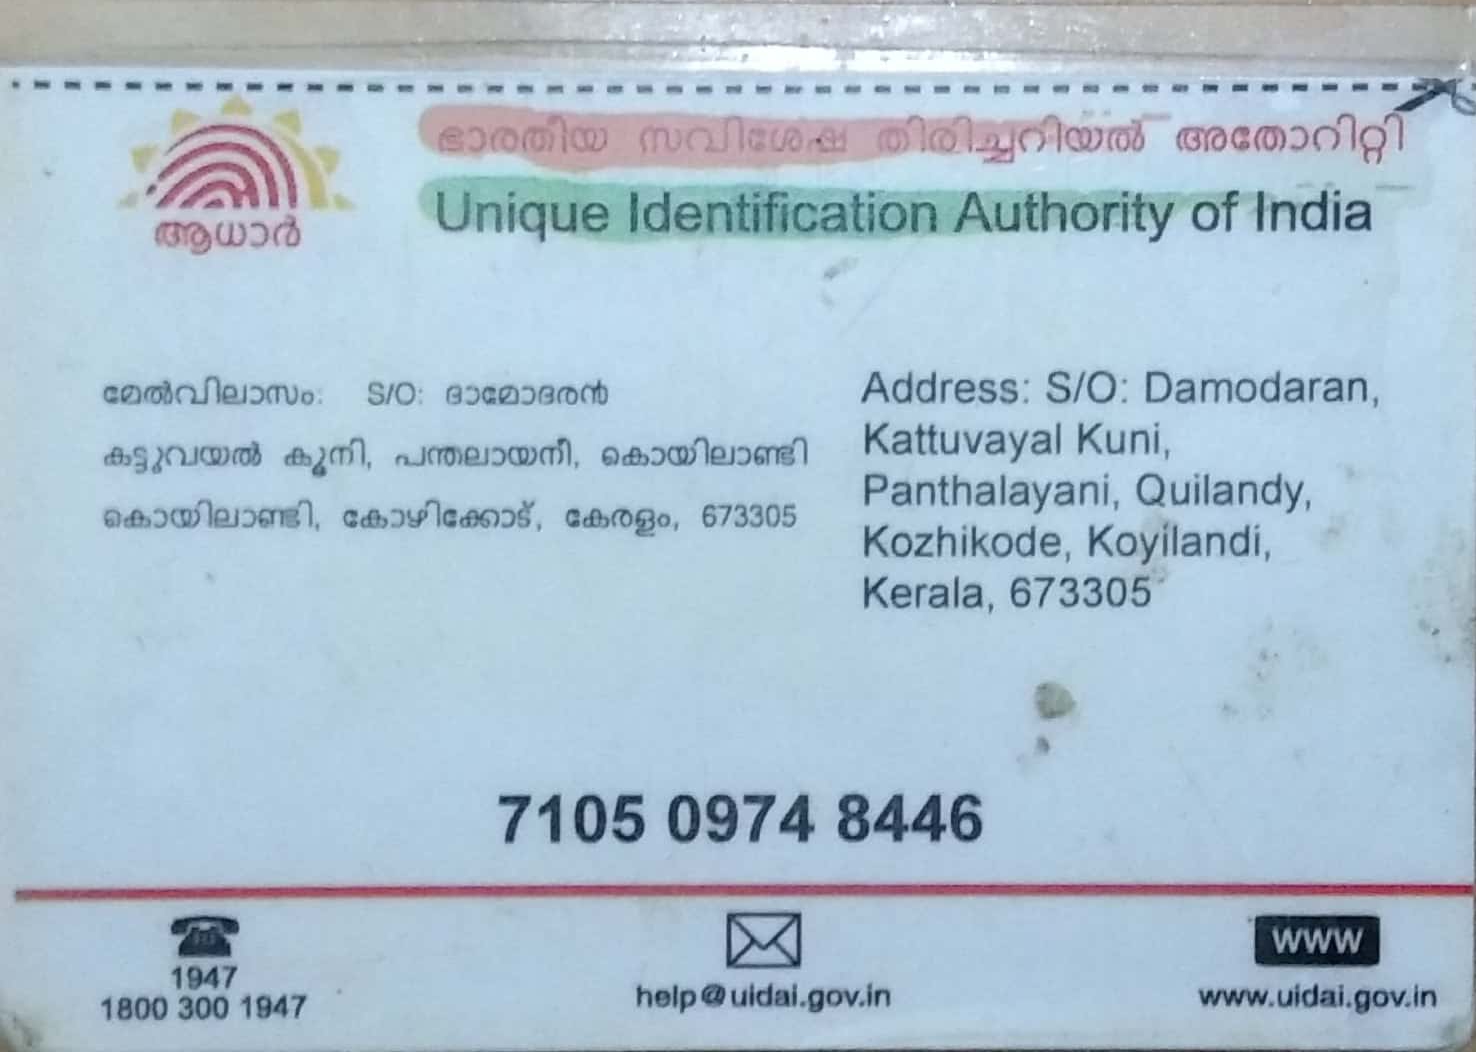 ഭാരതീയ സവിശേഷ തിരിച്ചറിയൽ അതോറിറ്റി
Unique Identification Authority of India
ആധാർ
മേൽവിലാസം: S/O: ദാമോദരൻ
കട്ടുവയൽ കൂനി, പന്തലായനീ, കൊയിലാണ്ടി
കൊയിലാണ്ടി, കോഴിക്കോട്, കേരളം, 673305
Address: S/O: Damodaran,
Kattuvayal Kuni,
Panthalayani, Quilandy,
Kozhikode, Koyilandi,
Kerala, 673305
7105 0974 8446
1947
1800 300 1947
help@uidai.gov.in
WWW
www.uidai.gov.in